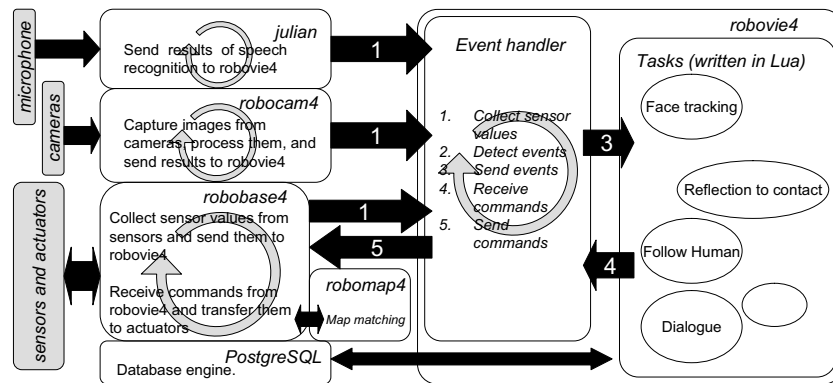 microphone
cameras
sensors and actuators
julian
Send results of speech
recognition to robovie4
robocam4
Capture images from
cameras, process them, and
send results to robovie4
robobase4
Collect sensor values from
sensors and send them to
robovie4
Receive commands from
robovie4 and transfer them
to actuators
robomap4
Map matching
PostgreSQL
Database engine.
1
1
1
5
Event handler
1. Collect sensor
values
2. Detect events
3. Send events
4. Receive
commands
5. Send
commands
3
4
robovie4
Tasks (written in Lua)
Face tracking
Reflection to contact
Follow Human
Dialogue